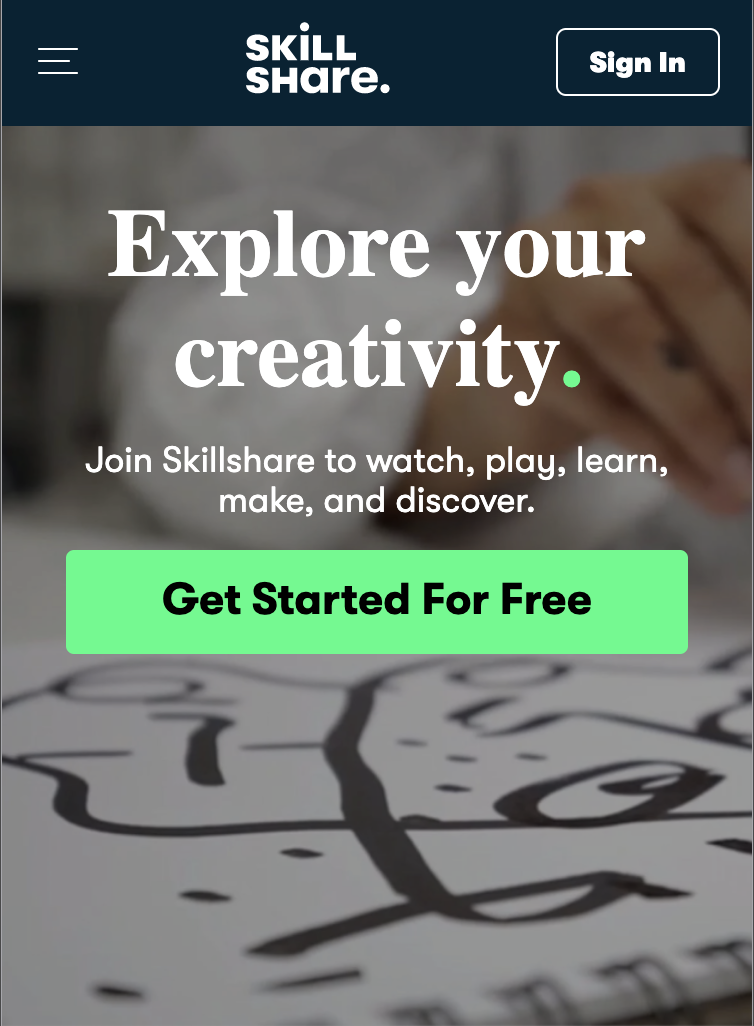 SKiLL
SHare.
Sign In
Explore your
creativity.
Join Skillshare to watch, play, learn,
make, and discover.
Get Started For Free